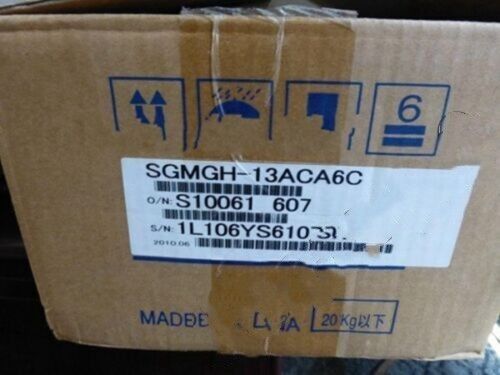 6
SGMGH-13ACA6C
O/N: S10061 607
S/N:
2010.06
20Kg以下